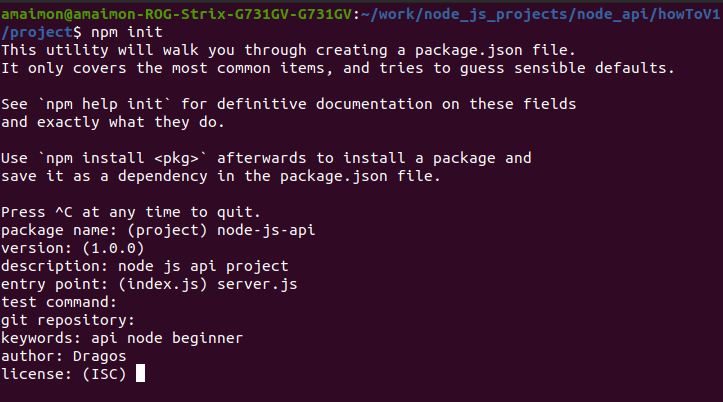 amaimon@amaimon-ROG-Strix-G731GV-G731GV:~/work/node_js_projects/node_api/howToV1
/project$ npm init
This utility will walk you through creating a package.json file.
It only covers the most common items, and tries to guess sensible defaults.
See `npm help init` for definitive documentation on these fields
and exactly what they do.
Use `npm install <pkg>` afterwards to install a package and
save it as a dependency in the package.json file.
Press ^C at any time to quit.
package name: (project) node-js-api
version: (1.0.0)
description: node js api project
entry point: (index.js) server.js
test command:
git repository:
keywords: api node beginner
author: Dragos
license: (ISC)